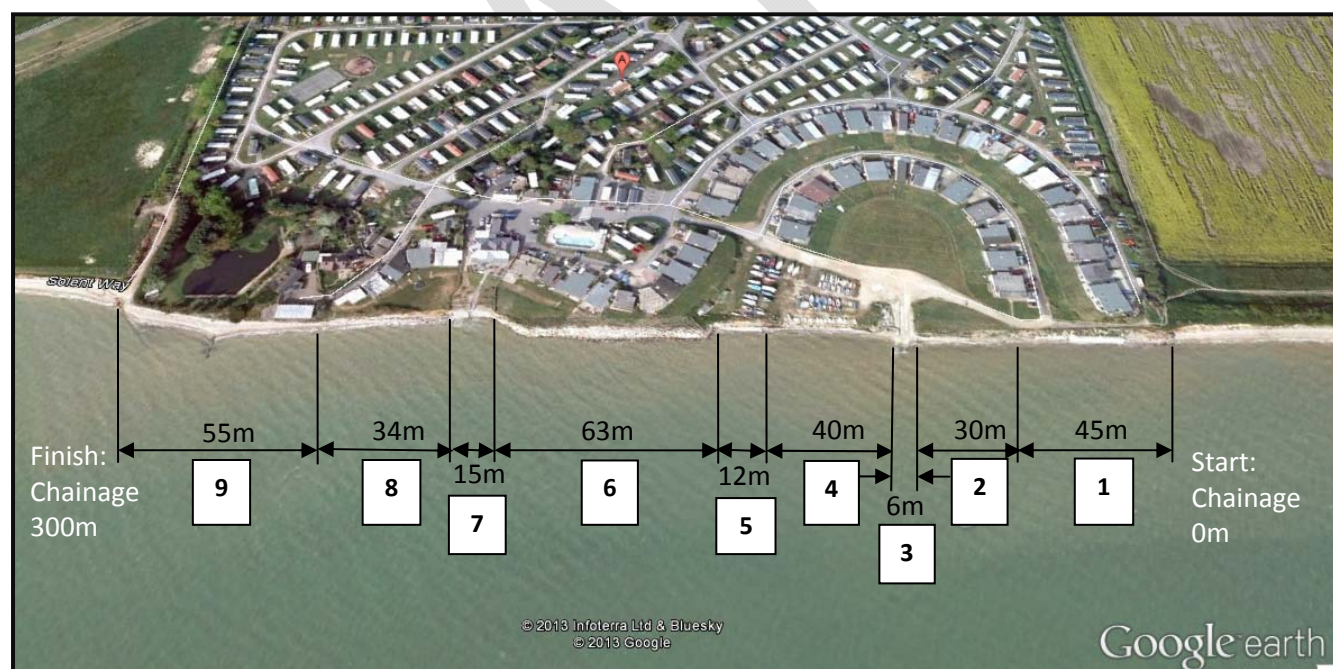 A
Solent Way
55m
34m
15m
63m
12m
40m
6m
30m
45m
Finish:
Chainage
300m
9
8
7
6
5
4
3
2
1
Start:
Chainage
0m
© 2013 Infoterra Ltd & Bluesky
© 2013 Google
Google earth